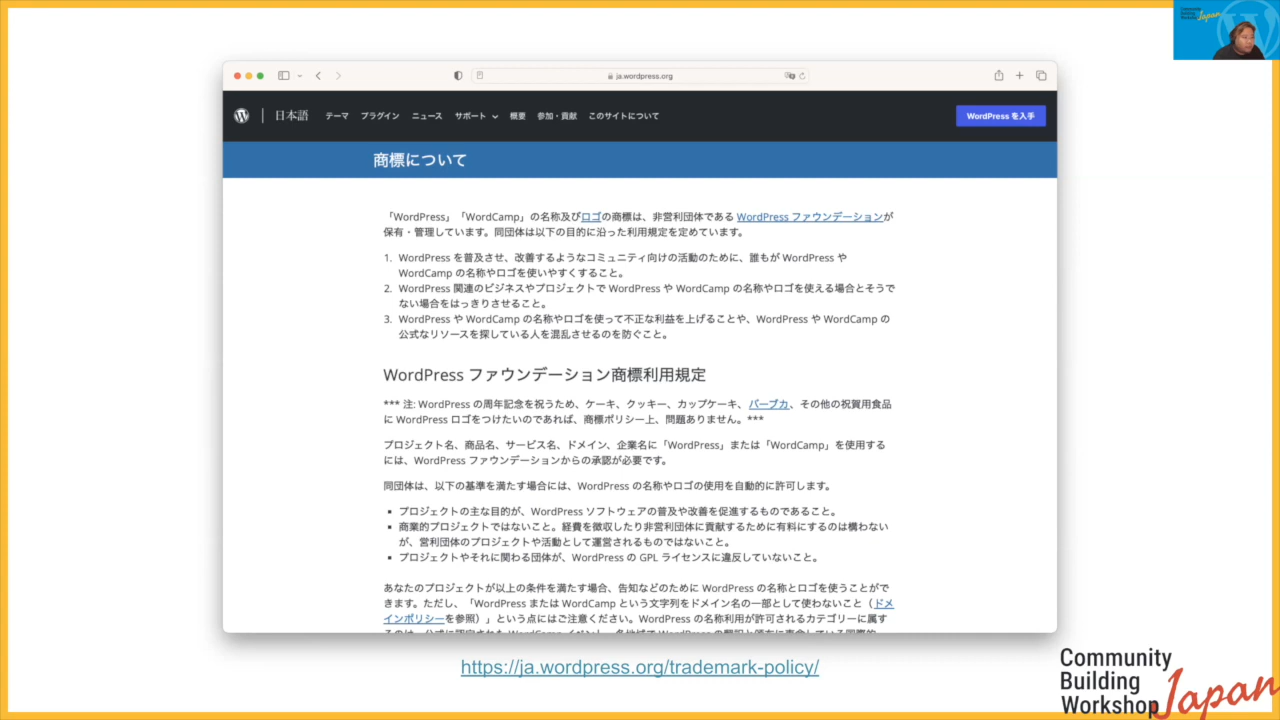 Community
Building
Workshop
Japan
ja.wordpress.org
日本語 テーマ プラグイン ニュース サポート 概要 参加・貢献 このサイトについて WordPress を入手
商標について
「WordPress」「WordCamp」の名称及びロゴの商標は、非営利団体である WordPress ファウンデーションが
保有・管理しています。同団体は以下の目的に沿った利用規定を定めています。
1. WordPress を普及させ、改善するようなコミュニティ向けの活動のために、誰もが WordPress や
WordCamp の名称やロゴを使いやすくすること。
2. WordPress 関連のビジネスやプロジェクトで WordPress や WordCamp の名称やロゴを使える場合とそうで
ない場合をはっきりさせること。
3. WordPress や WordCamp の名称やロゴを使って不正な利益を上げることや、WordPress や WordCamp の
公式なリソースを探している人を混乱させるのを防ぐこと。
WordPress ファウンデーション商標利用規定
*** 注: WordPress の周年記念を祝うため、ケーキ、クッキー、カップケーキ、パーブカ、その他の祝賀用食品
に WordPress ロゴをつけたいのであれば、商標ポリシー上、問題ありません。***
プロジェクト名、商品名、サービス名、ドメイン、企業名に「WordPress」または「WordCamp」を使用する
には、WordPress ファウンデーションからの承認が必要です。
同団体は、以下の基準を満たす場合には、WordPress の名称やロゴの使用を自動的に許可します。
▪ プロジェクトの主な目的が、WordPress ソフトウェアの普及や改善を促進するものであること。
▪ 商業的プロジェクトではないこと。経費を徴収したり非営利団体に貢献するために有料にするのは構わない
が、営利団体のプロジェクトや活動として運営されるものではないこと。
▪ プロジェクトやそれに関わる団体が、WordPress の GPL ライセンスに違反していないこと。
あなたのプロジェクトが以上の条件を満たす場合、告知などのために WordPress の名称とロゴを使うことがで
きます。ただし、「WordPress または WordCamp という文字列をドメイン名の一部として使わないこと（ドメ
インポリシーを参照）」という点にはご注意ください。WordPress の名称利用が許可されるカテゴリーに属す
https://ja.wordpress.org/trademark-policy/
Community
Building
Workshop
Japan